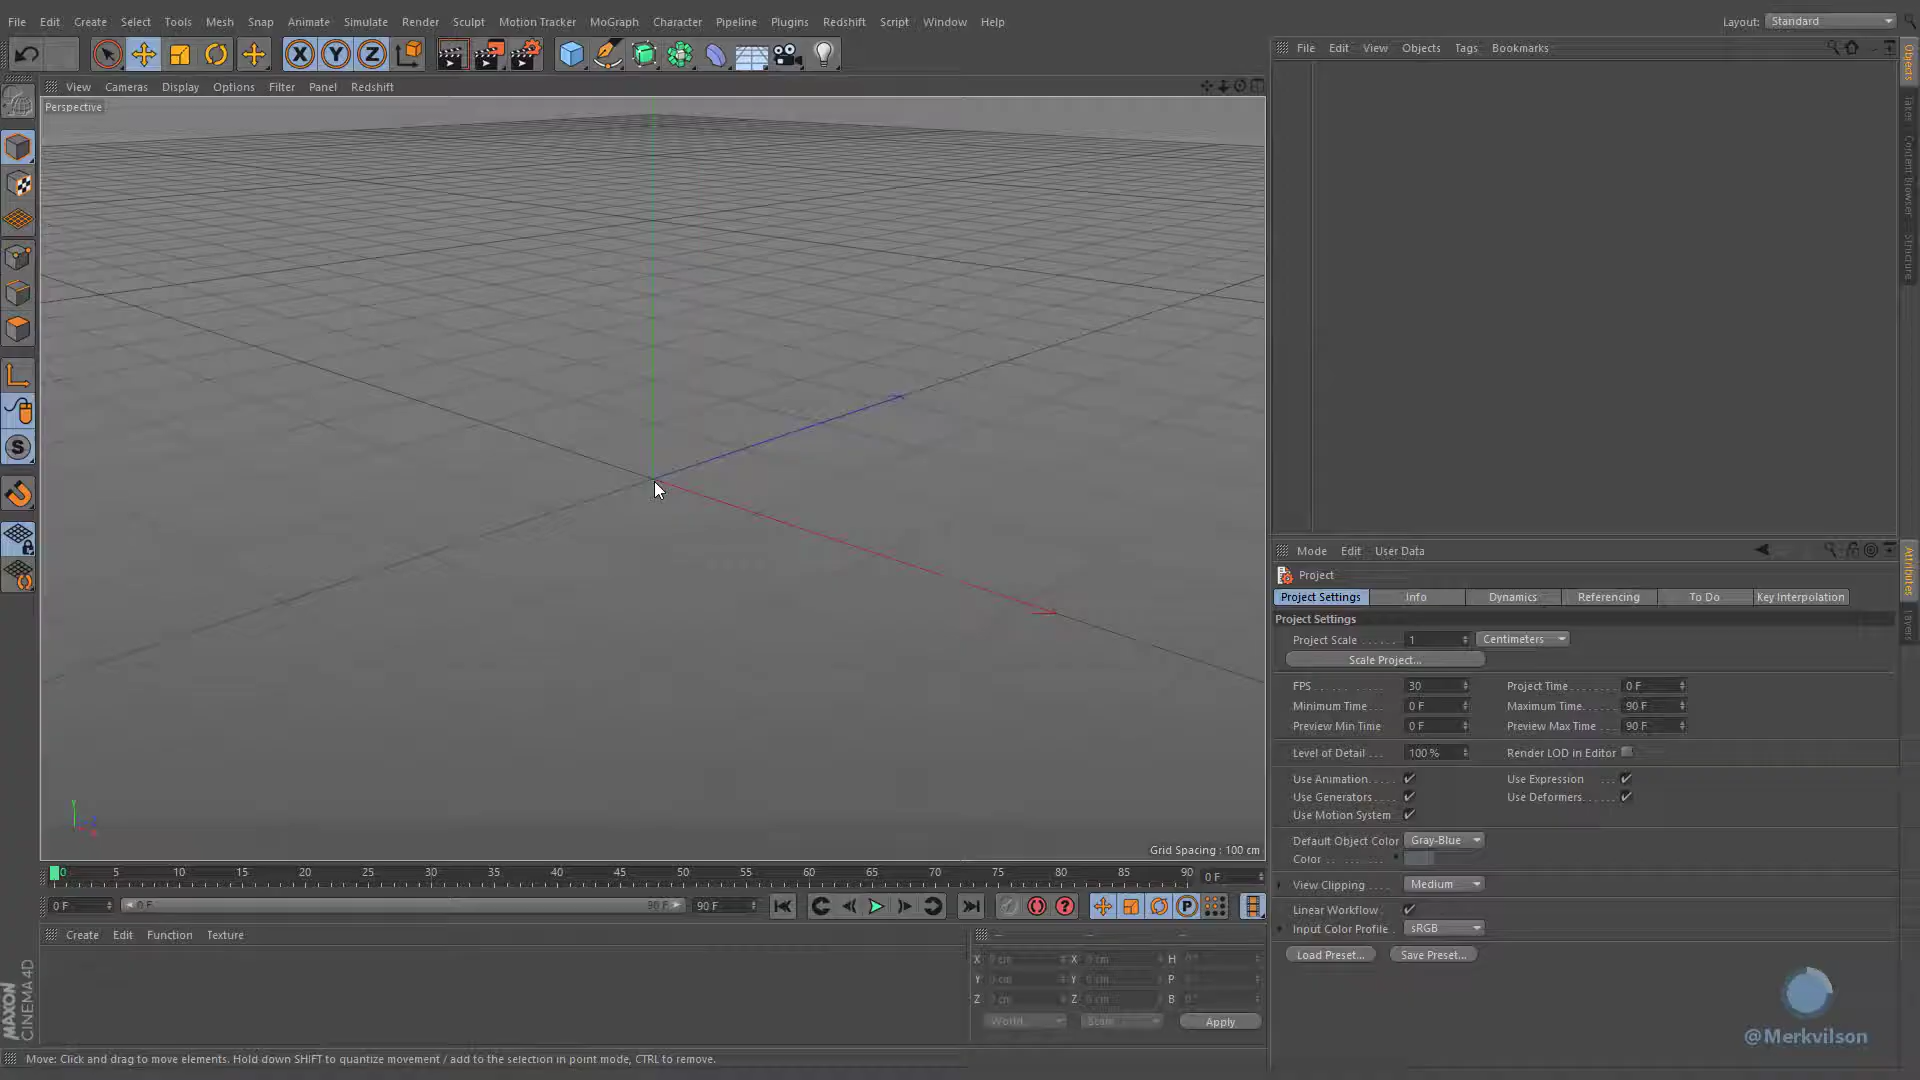 File Edit Create Select Tools Mesh Snap Animate Simulate Render Sculpt Motion Tracker MoGraph Character Pipeline Plugins Redshift Script Window Help
Layout: Standard
X Y Z
File Edit View Objects Tags Bookmarks
Objects
Takes
Content Browser
Structure
View Cameras Display Options Filter Panel Redshift
Perspective
S
Y
Grid Spacing : 100 cm
Mode Edit User Data
Attributes
Layers
Project
Project Settings Info Dynamics Referencing To Do Key Interpolation
Project Settings
Project Scale 1 Centimeters
Scale Project...
FPS 30 Project Time 0 F
Minimum Time 0 F Maximum Time 90 F
Preview Min Time 0 F Preview Max Time 90 F
Level of Detail 100 % Render LOD in Editor
Use Animation Use Expression
Use Generators Use Deformers
Use Motion System
Default Object Color Gray-Blue
Color
View Clipping Medium
Linear Workflow
Input Color Profile sRGB
Load Preset... Save Preset...
0 5 10 15 20 25 30 35 40 45 50 55 60 65 70 75 80 85 90 0 F
0 F 0 F 90 F 90 F P
Create Edit Function Texture
X 0 cm X 0 cm H 0°
Y 0 cm Y 0 cm P 0°
Z 0 cm Z 0 cm B 0°
World Scale Apply
MAXON
CINEMA 4D
@Merkvilson
Move: Click and drag to move elements. Hold down SHIFT to quantize movement / add to the selection in point mode, CTRL to remove.